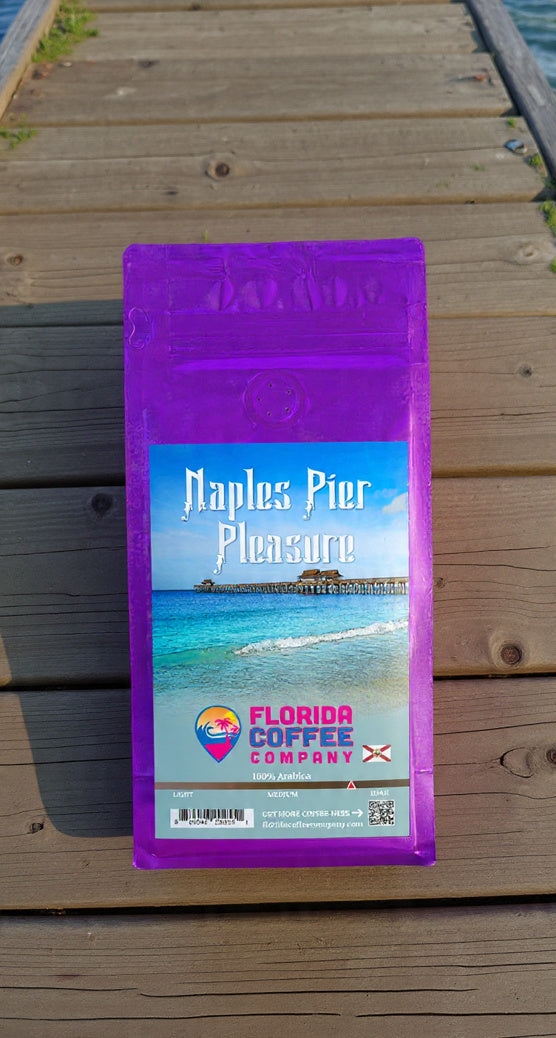 Naples Pier
Pleasure
FLORIDA
COFFEE
COMPANY
100% Arabica
LIGHT MEDIUM DARK
GET MORE COFFEE HERE
floridacoffeecompany.com